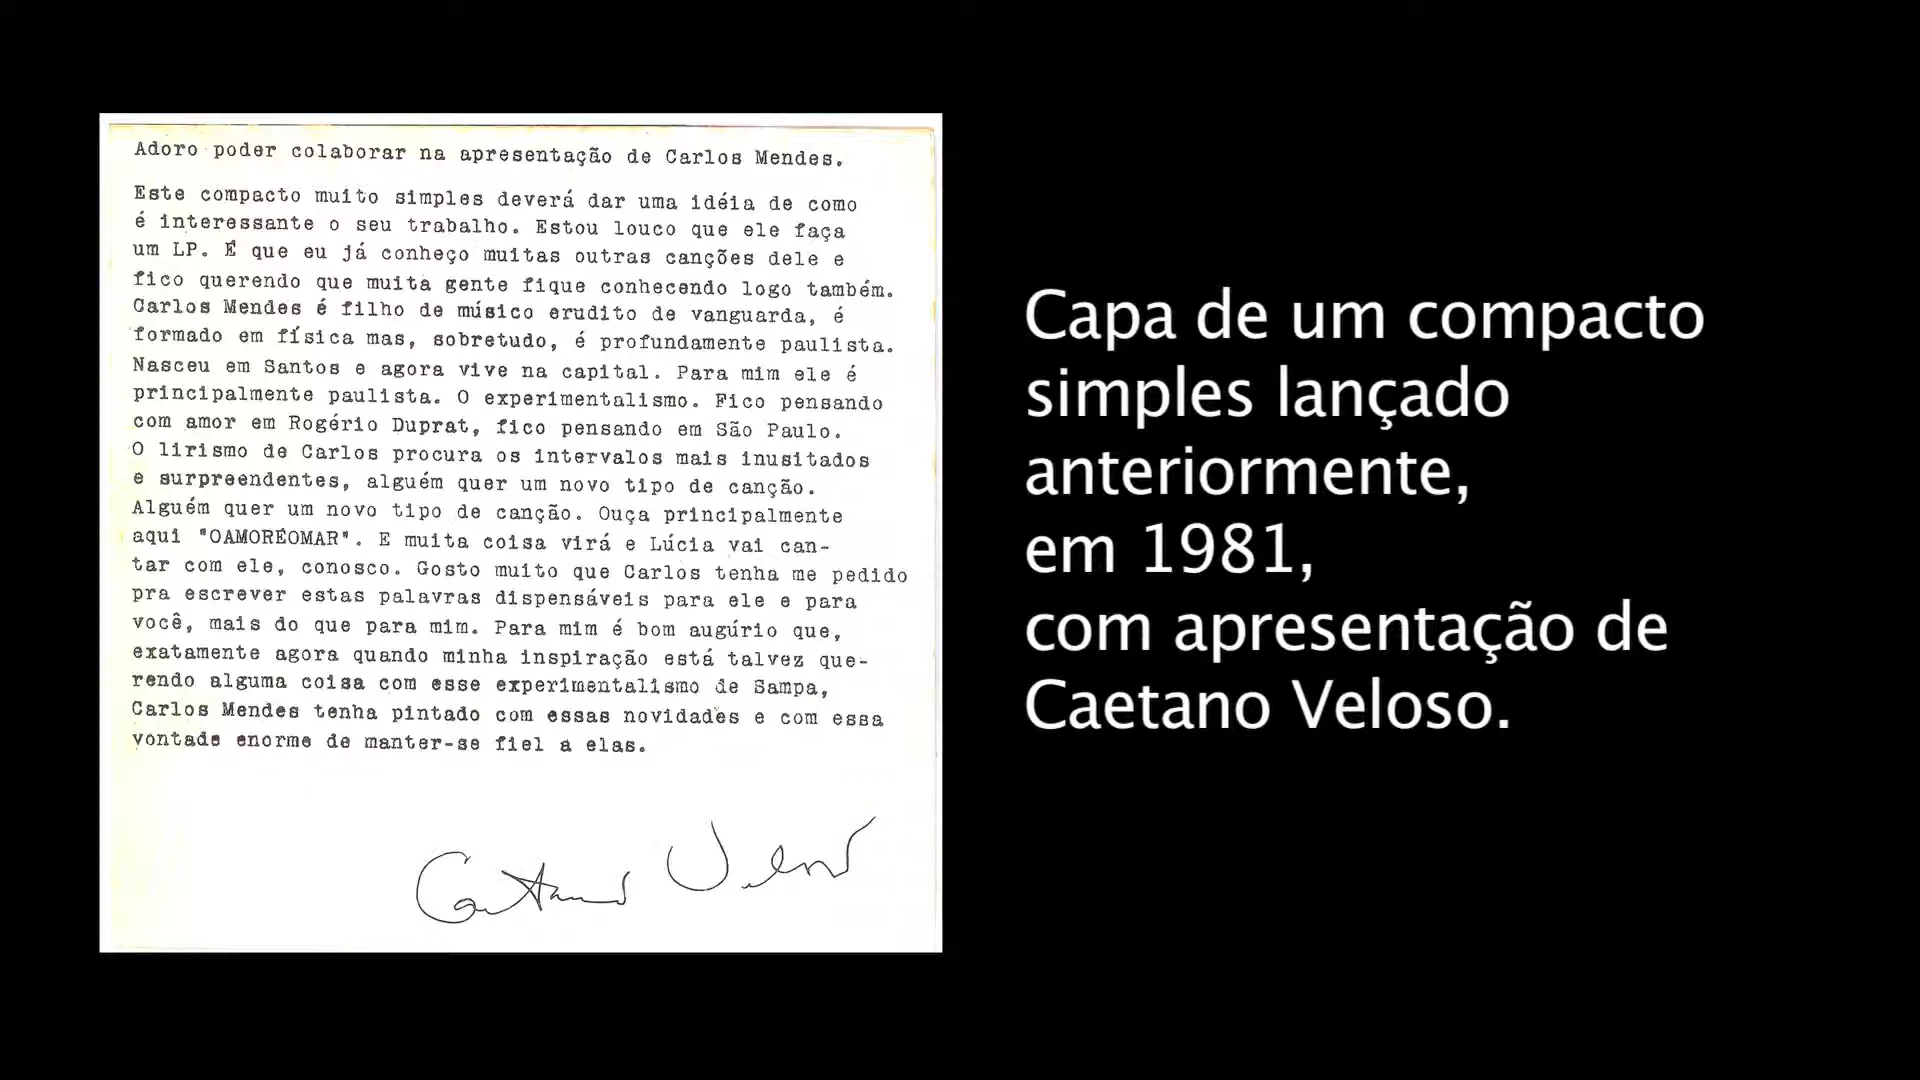 Adoro poder colaborar na apresentação de Carlos Mendes.
Este compacto muito simples deverá dar uma idéia de como
é interessante o seu trabalho. Estou louco que ele faça
um LP. É que eu já conheço muitas outras canções dele e
fico querendo que muita gente fique conhecendo logo também.
Carlos Mendes é filho de músico erudito de vanguarda, é
formado em física mas, sobretudo, é profundamente paulista.
Nasceu em Santos e agora vive na capital. Para mim ele é
principalmente paulista. O experimentalismo. Fico pensando
com amor em Rogério Duprat, fico pensando em São Paulo.
O lirismo de Carlos procura os intervalos mais inusitados
e surpreendentes, alguém quer um novo tipo de canção.
Alguém quer um novo tipo de canção. Ouça principalmente
aqui "OAMORÉOMAR". E muita coisa virá e Lúcia vai can-
tar com ele, conosco. Gosto muito que Carlos tenha me pedido
pra escrever estas palavras dispensáveis para ele e para
você, mais do que para mim. Para mim é bom augúrio que,
exatamente agora quando minha inspiração está talvez que-
rendo alguma coisa com esse experimentalismo de Sampa,
Carlos Mendes tenha pintado com essas novidades e com essa
vontade enorme de manter-se fiel a elas.
Caetano Veloso
Capa de um compacto
simples lançado
anteriormente,
em 1981,
com apresentação de
Caetano Veloso.